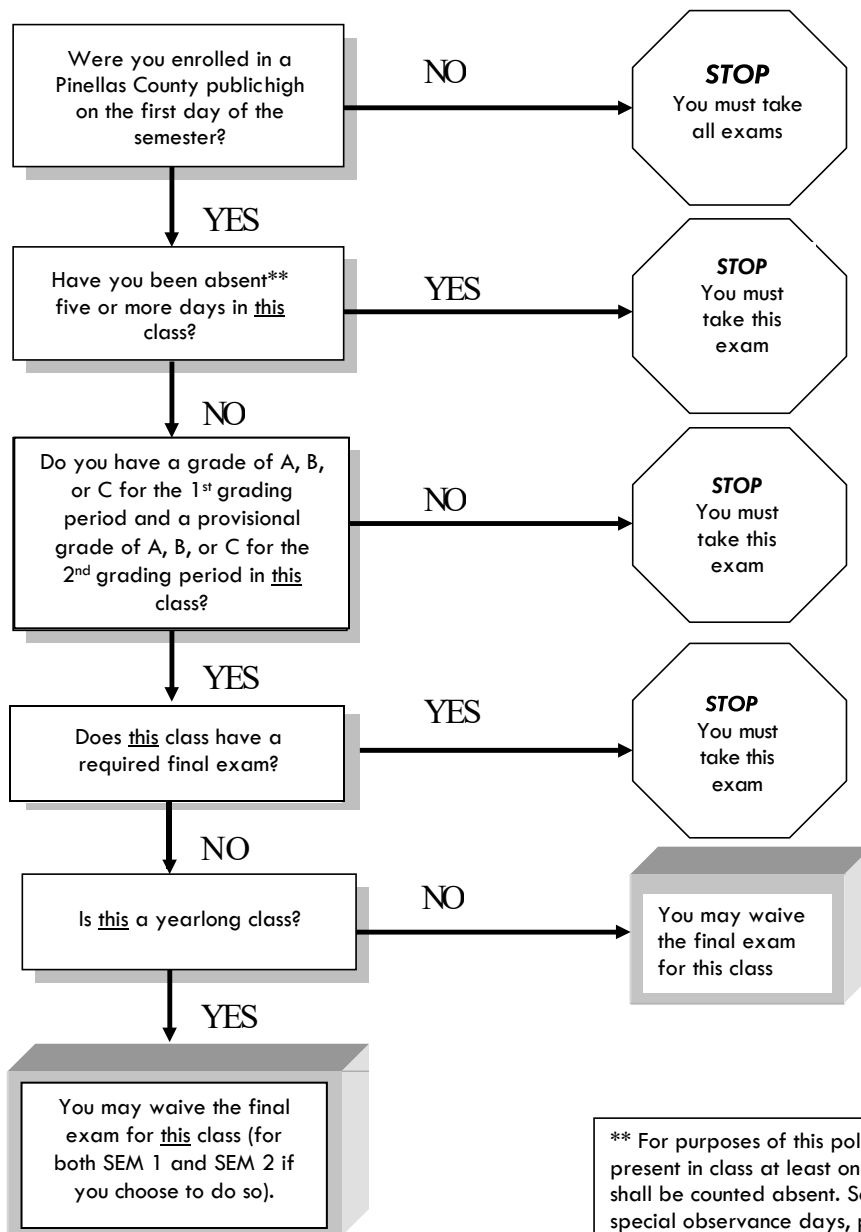 Were you enrolled in a
Pinellas County publichigh
on the first day of the
semester?
NO
STOP
You must take
all exams
YES
Have you been absent**
five or more days in this
class?
YES
STOP
You must
take this
exam
NO
Do you have a grade of A, B,
or C for the 1st grading
period and a provisional
grade of A, B, or C for the
2nd grading period in this
class?
NO
STOP
You must
take this
exam
YES
Does this class have a
required final exam?
YES
STOP
You must
take this
exam
NO
Is this a yearlong class?
NO
You may waive
the final exam
for this class
YES
You may waive the final
exam for this class (for
both SEM 1 and SEM 2 if
you choose to do so).
** For purposes of this
present in class at least
shall be counted absent.
special observance days,